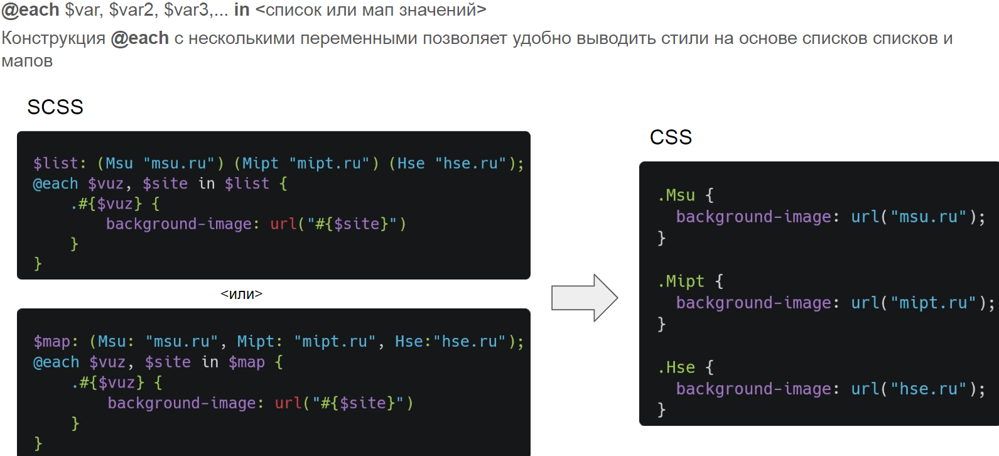 @each $var, $var2, $var3,... in <список или мап значений>
Конструкция @each с несколькими переменными позволяет удобно выводить стили на основе списков списков и
мапов
SCSS
$list: (Msu "msu.ru") (Mipt "mipt.ru") (Hse "hse.ru");
@each $vuz, $site in $list {
    .#{$vuz} {
        background-image: url("#{$site}")
    }
}
<или>
$map: (Msu: "msu.ru", Mipt: "mipt.ru", Hse:"hse.ru");
@each $vuz, $site in $map {
    .#{$vuz} {
        background-image: url("#{$site}")
    }
}
CSS
.Msu {
  background-image: url("msu.ru");
}
.Mipt {
  background-image: url("mipt.ru");
}
.Hse {
  background-image: url("hse.ru");
}